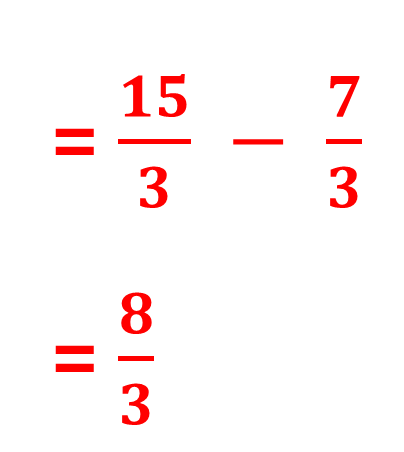 = 15/3 − 7/3
= 8/3